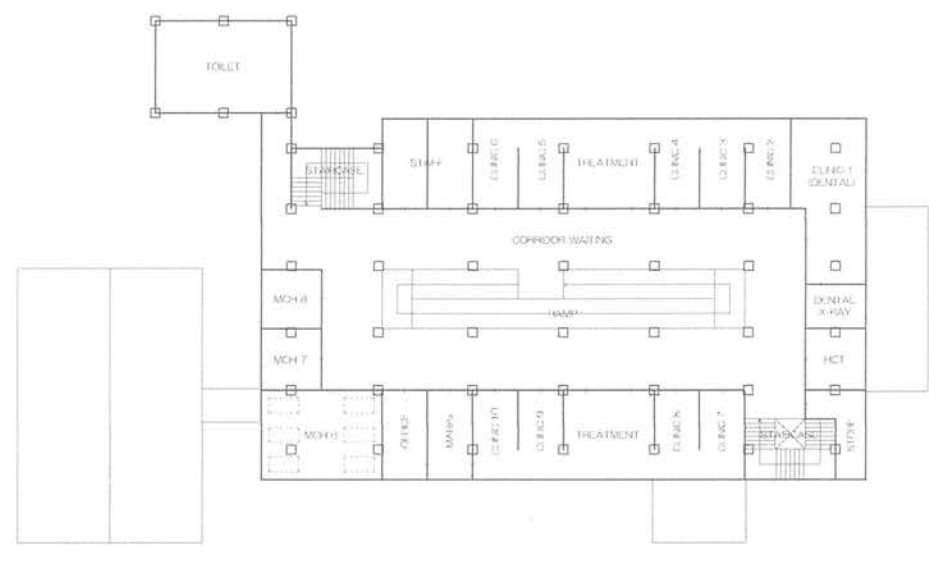 TOILET
STAIRCASE
STAFF
CLINIC 6
CLINIC 5
TREATMENT
CLINIC 4
CLINIC 3
CLINIC 2
CLINIC 1
(DENTAL)
CORRIDOR WAITING
MCH 8
RAMP
DENTAL
X-RAY
MCH 7
HCT
MCH 6
OFFICE
CLINIC 10
CLINIC 9
TREATMENT
CLINIC 8
CLINIC 7
STAIRCASE
STORE